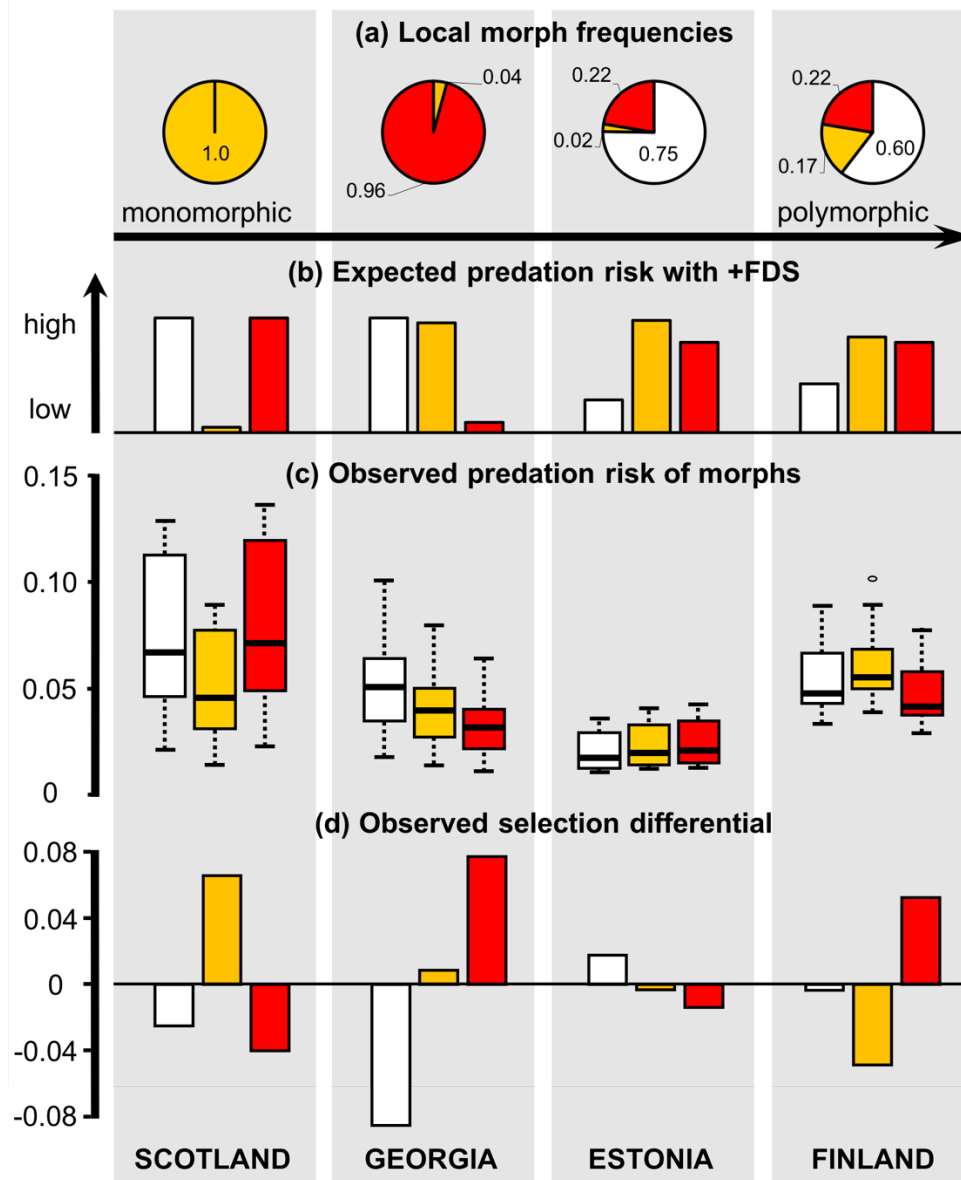 (a) Local morph frequencies
1.0
0.04
0.96
0.22
0.02
0.75
0.22
0.17
0.60
monomorphic
polymorphic
(b) Expected predation risk with +FDS
high
low
(c) Observed predation risk of morphs
0.15
0.10
0.05
0
(d) Observed selection differential
0.08
0.04
0
-0.04
-0.08
SCOTLAND
GEORGIA
ESTONIA
FINLAND